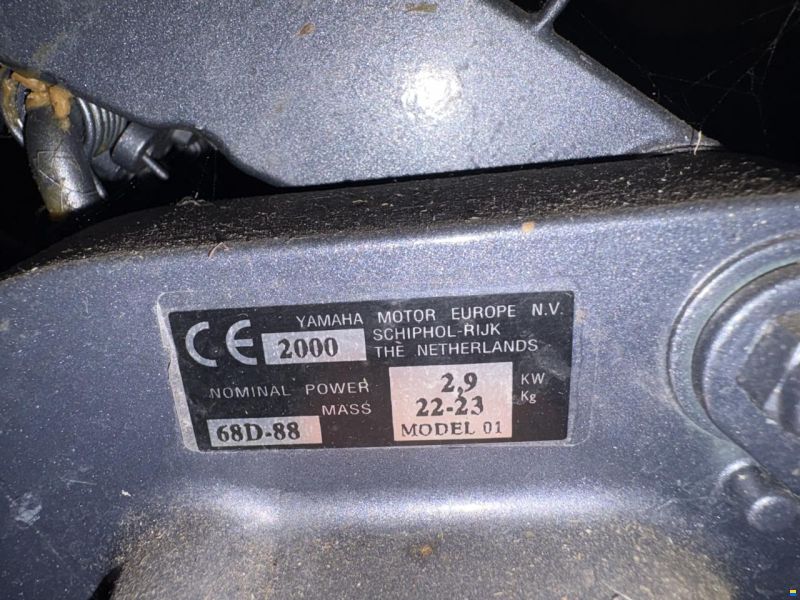 CE 2000 YAMAHA MOTOR EUROPE N.V.
SCHIPHOL-RIJK
THE NETHERLANDS
NOMINAL POWER 2,9 KW
MASS 22-23 Kg
68D-88 MODEL 01